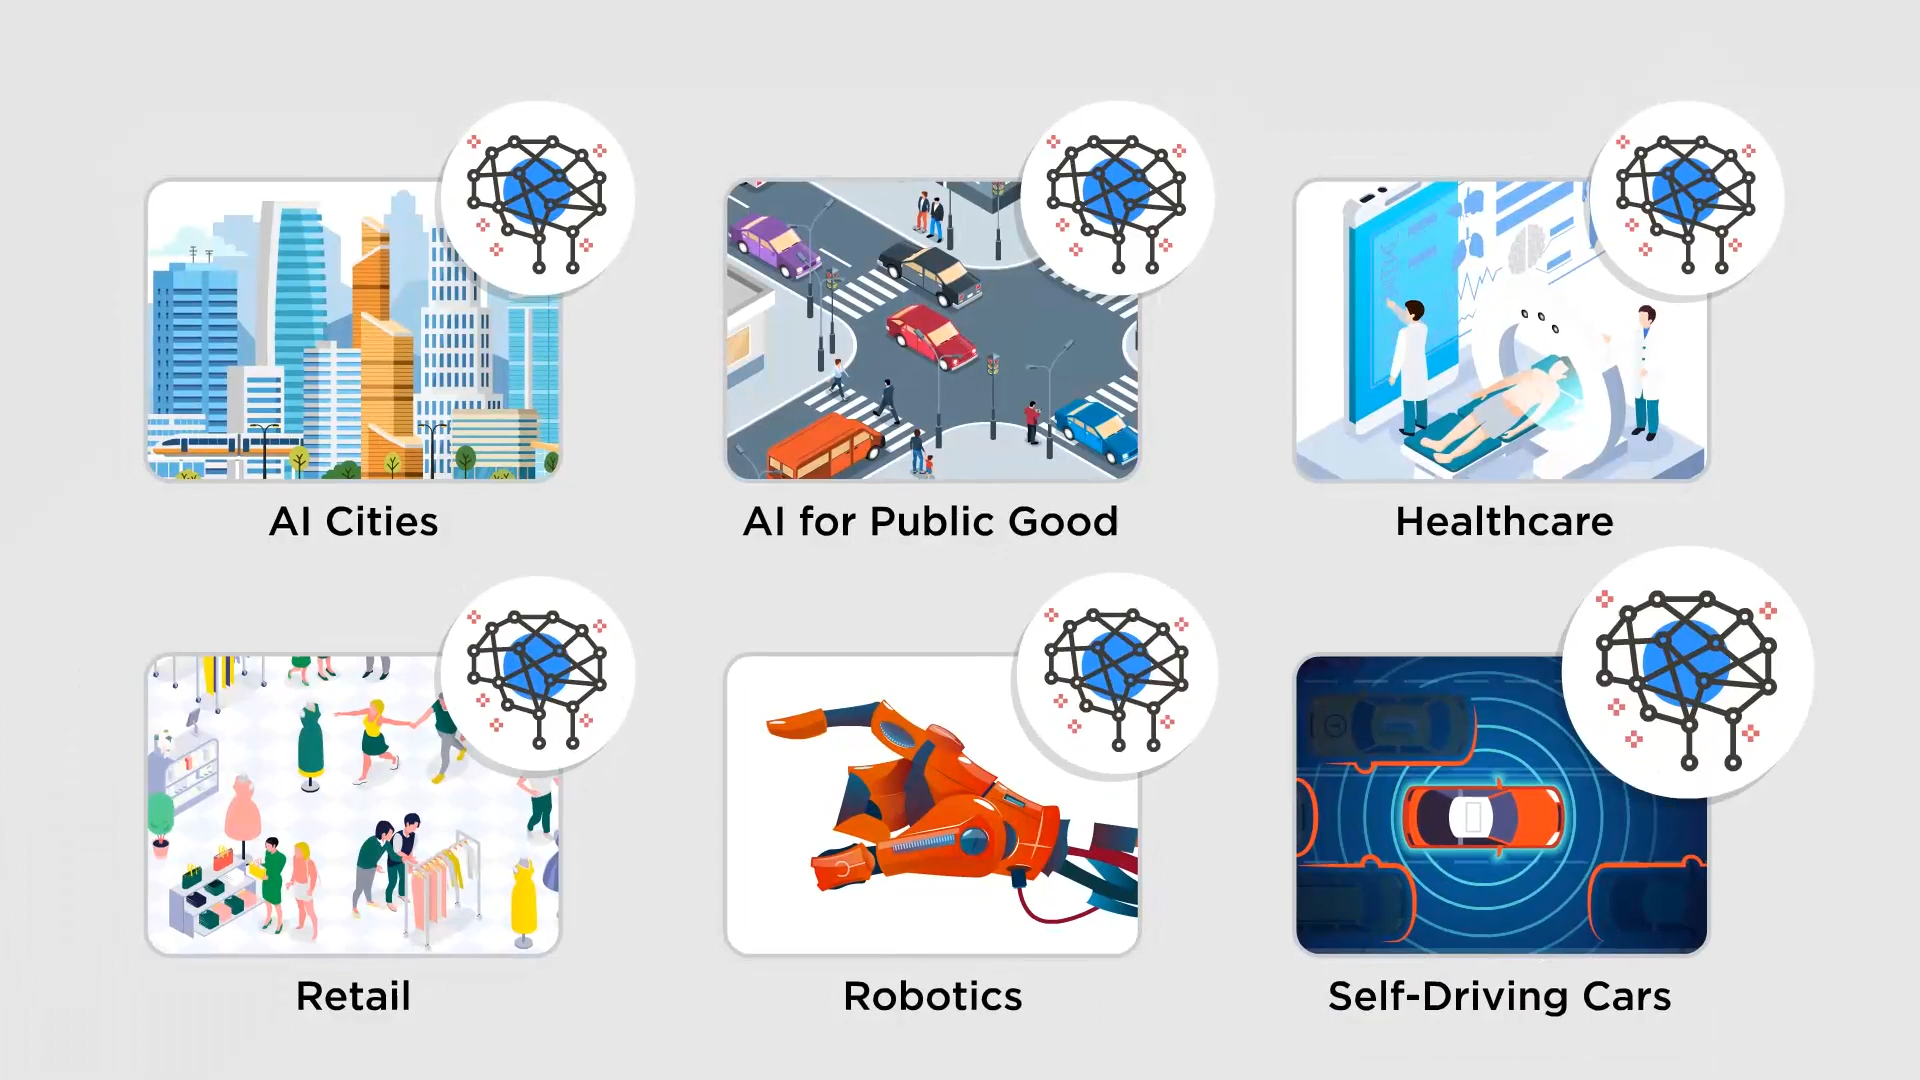 AI Cities
AI for Public Good
Healthcare
Retail
Robotics
Self-Driving Cars